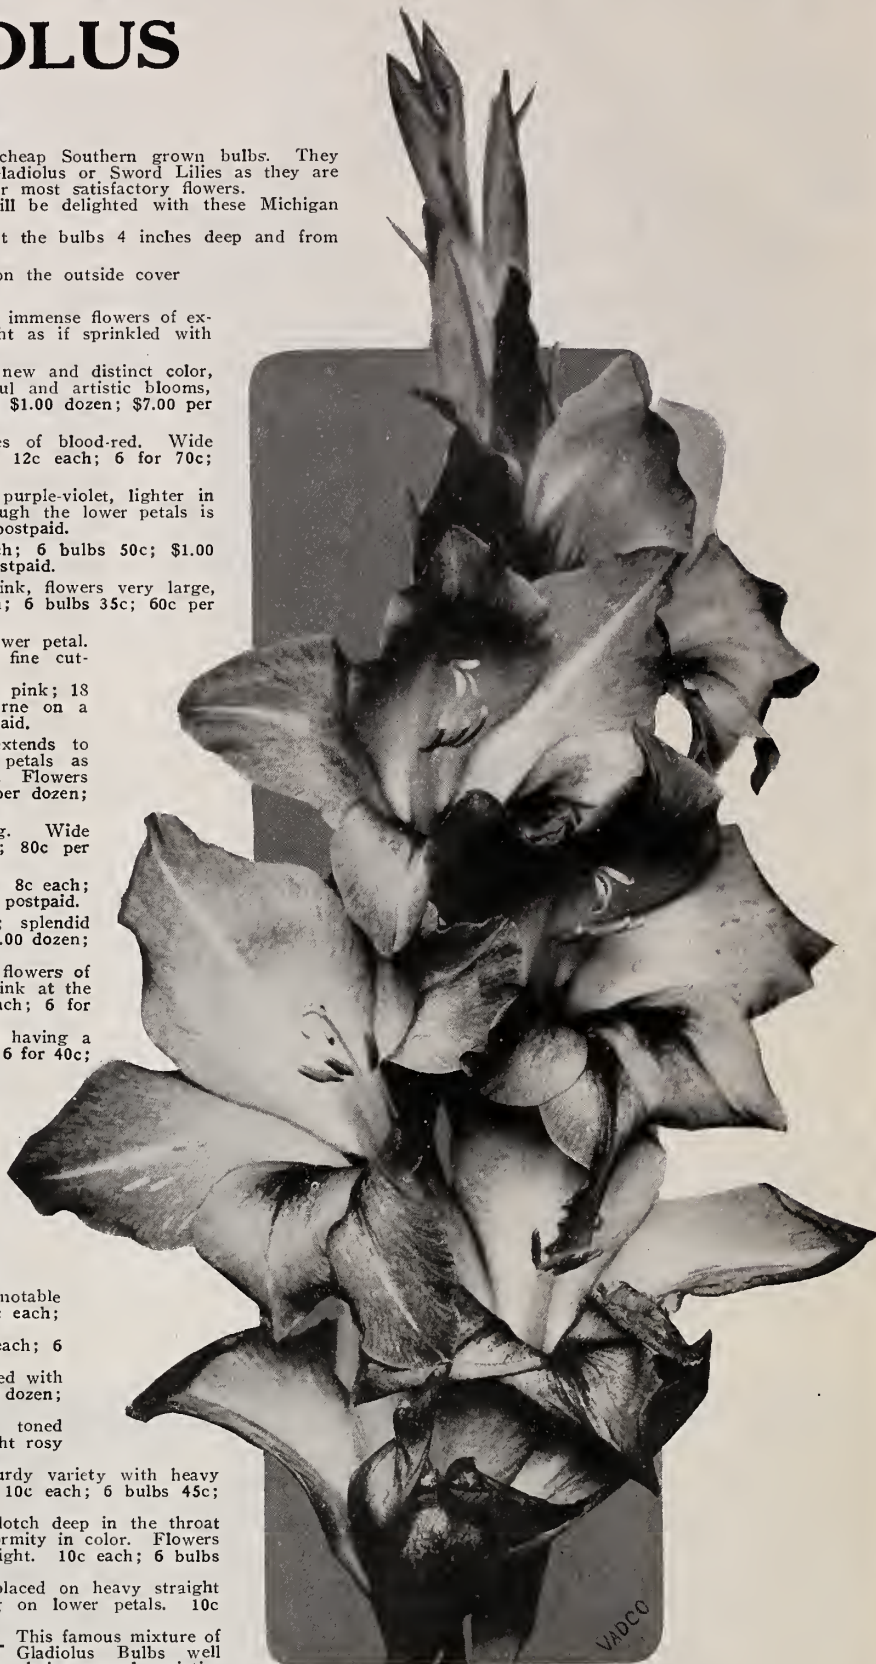 OLUS
cheap Southern grown bulbs. They
ladiolus or Sword Lilies as they are
r most satisfactory flowers.
ill be delighted with these Michigan
t the bulbs 4 inches deep and from
on the outside cover
immense flowers of ex-
ht as if sprinkled with
new and distinct color,
ul and artistic blooms,
$1.00 dozen; $7.00 per
es of blood-red. Wide
12c each; 6 for 70c;
purple-violet, lighter in
ugh the lower petals is
postpaid.
ch; 6 bulbs 50c; $1.00
stpaid.
ink, flowers very large,
; 6 bulbs 35c; 60c per
wer petal.
fine cut-
pink; 18
rne on a
aid.
extends to
petals as
Flowers
per dozen;
g. Wide
; 80c per
8c each;
postpaid.
; splendid
.00 dozen;
flowers of
ink at the
ach; 6 for
having a
6 for 40c;
notable
c each;
each; 6
ed with
dozen;
toned
ht rosy
urdy variety with heavy
10c each; 6 bulbs 45c;
lotch deep in the throat
ormity in color. Flowers
ight. 10c each; 6 bulbs
placed on heavy straight
g on lower petals. 10c
This famous mixture of
Gladiolus Bulbs well
VADCO